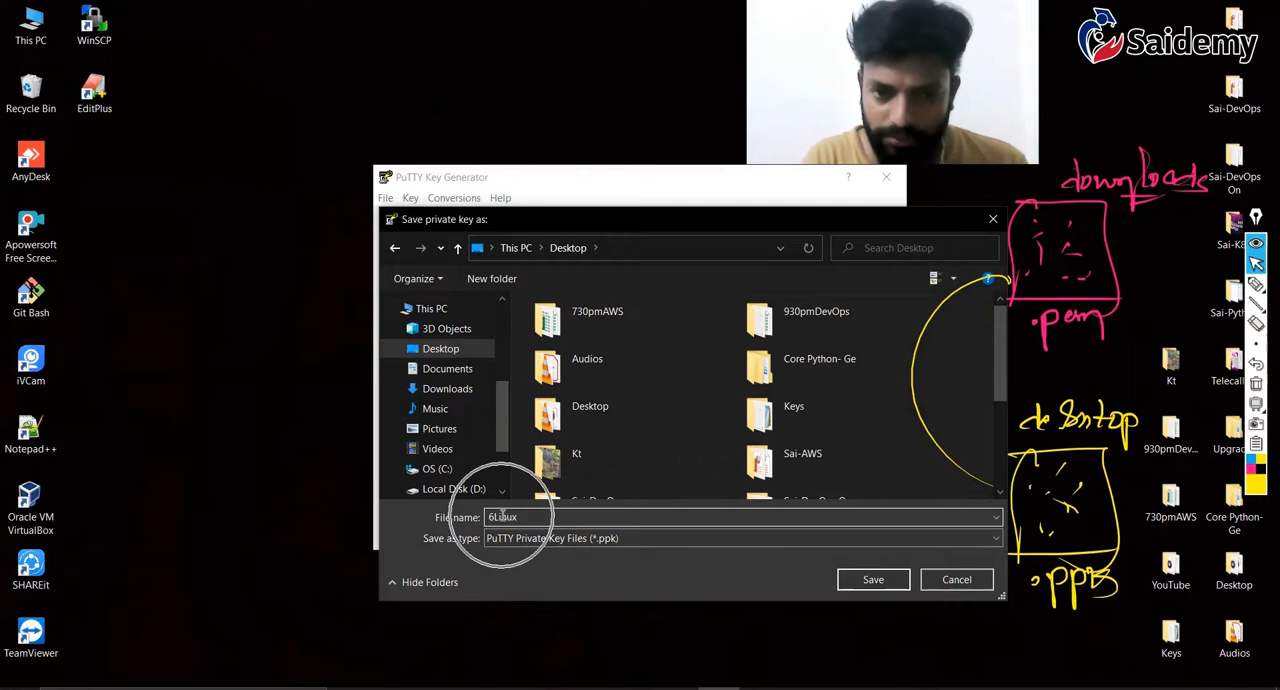 This PC
WinSCP
Recycle Bin
EditPlus
AnyDesk
Apowersoft
Free Scree...
Git Bash
iVCam
Notepad++
Oracle VM
VirtualBox
SHAREit
TeamViewer
PuTTY Key Generator
?
File Key Conversions Help
Save private key as:
This PC > Desktop >
Search Desktop
Organize
New folder
This PC
3D Objects
Desktop
Documents
Downloads
Music
Pictures
Videos
OS (C:)
Local Disk (D:)
730pmAWS
930pmDevOps
Audios
Core Python- Ge
Desktop
Keys
Kt
Sai-AWS
File name: 6Linux
Save as type: PuTTY Private Key Files (*.ppk)
Hide Folders
Save
Cancel
Saidemy
downloads
.pem
desktop
.ppk
Sai-DevOps
Sai-DevOps
On
Sai-K8
Sai-Pyth
Kt
Telecall
930pmDev...
Upgrad
730pmAWS
Core Python-
Ge
YouTube
Desktop
Keys
Audios